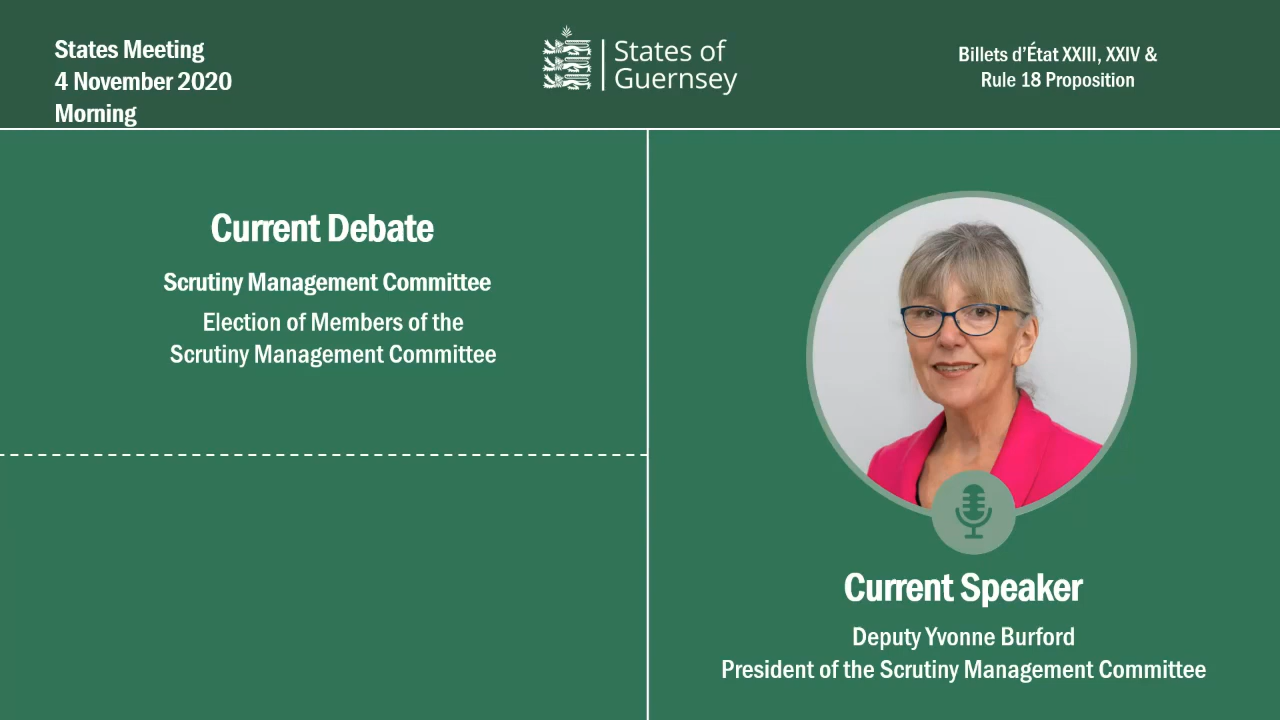 States Meeting
4 November 2020
Morning
States of
Guernsey
Billets d’État XXIII, XXIV &
Rule 18 Proposition
Current Debate
Scrutiny Management Committee
Election of Members of the
Scrutiny Management Committee
Current Speaker
Deputy Yvonne Burford
President of the Scrutiny Management Committee